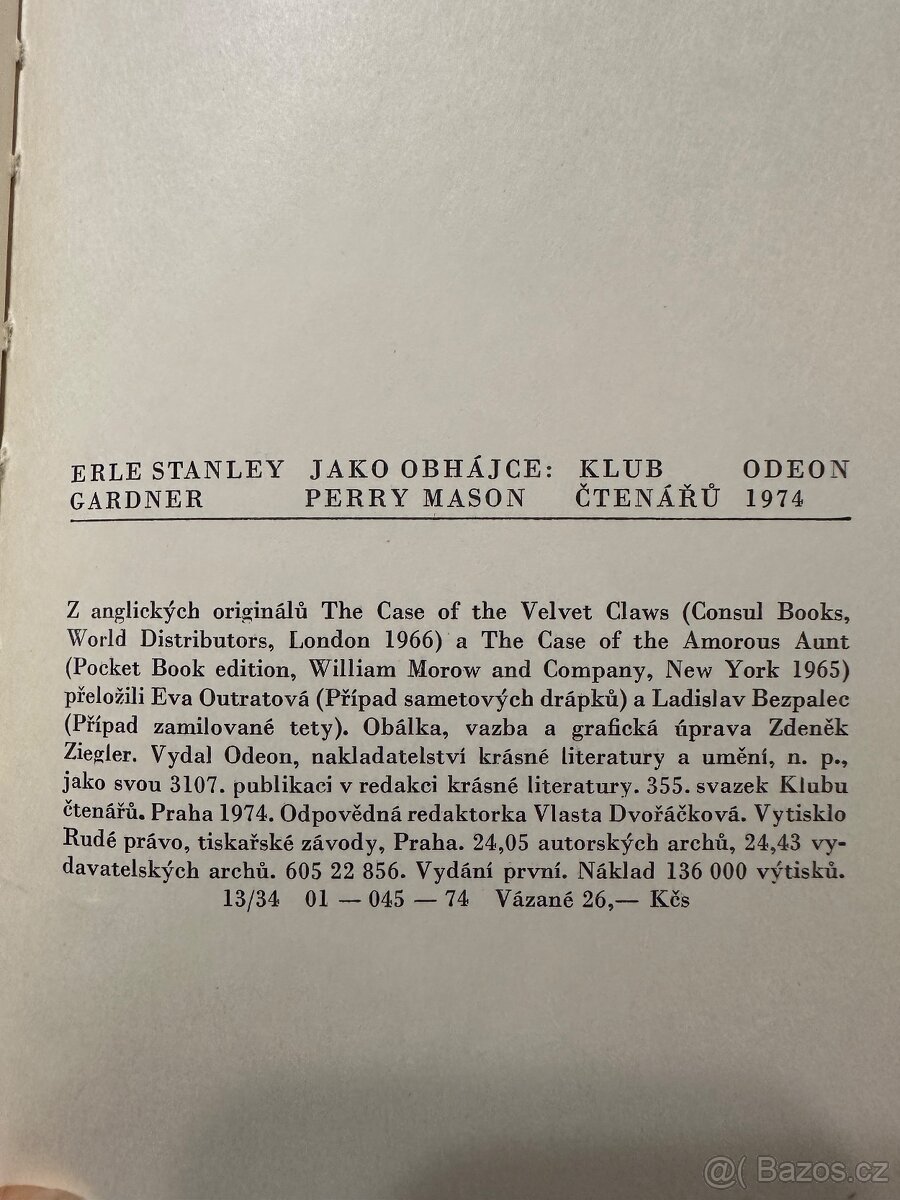 ERLE STANLEY JAKO OBHÁJCE: KLUB ODEON
GARDNER PERRY MASON ČTENÁŘŮ 1974
Z anglických originálů The Case of the Velvet Claws (Consul Books,
World Distributors, London 1966) a The Case of the Amorous Aunt
(Pocket Book edition, William Morow and Company, New York 1965)
přeložili Eva Outratová (Případ sametových drápků) a Ladislav Bezpalec
(Případ zamilované tety). Obálka, vazba a grafická úprava Zdeněk
Ziegler. Vydal Odeon, nakladatelství krásné literatury a umění, n. p.,
jako svou 3107. publikaci v redakci krásné literatury. 355. svazek Klubu
čtenářů. Praha 1974. Odpovědná redaktorka Vlasta Dvořáčková. Vytisklo
Rudé právo, tiskařské závody, Praha. 24,05 autorských archů, 24,43 vy-
davatelských archů. 605 22 856. Vydání první. Náklad 136 000 výtisků.
13/34 01 — 045 — 74 Vázané 26,— Kčs
@( Bazos.cz